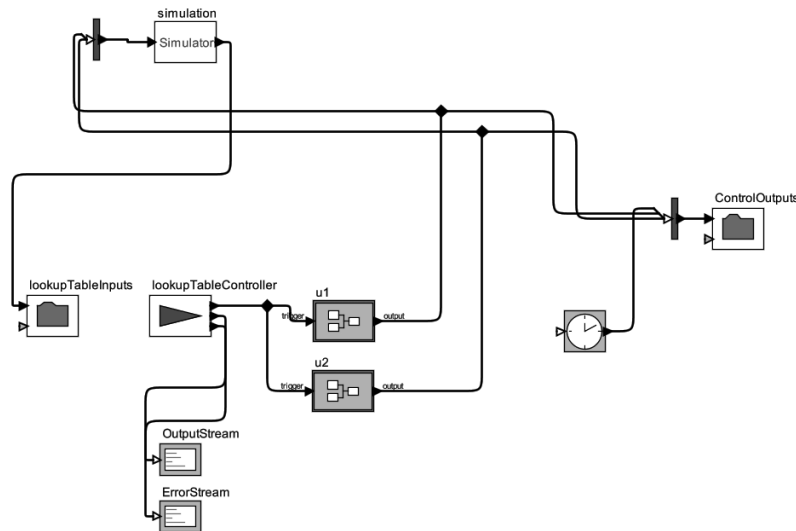 simulation
Simulator
ControlOutputs
lookupTableInputs
lookupTableController
u1
trigger
output
u2
trigger
output
OutputStream
ErrorStream